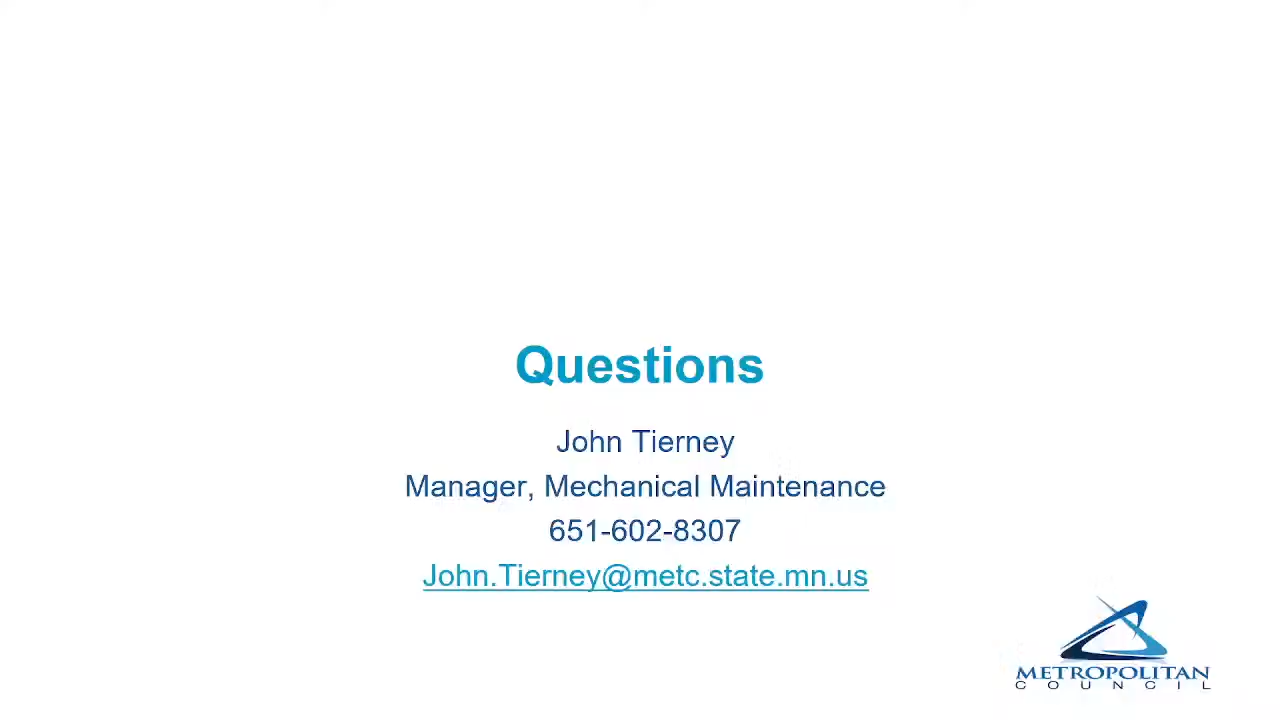 Questions
John Tierney
Manager, Mechanical Maintenance
651-602-8307
John.Tierney@metc.state.mn.us
METROPOLITAN
COUNCIL